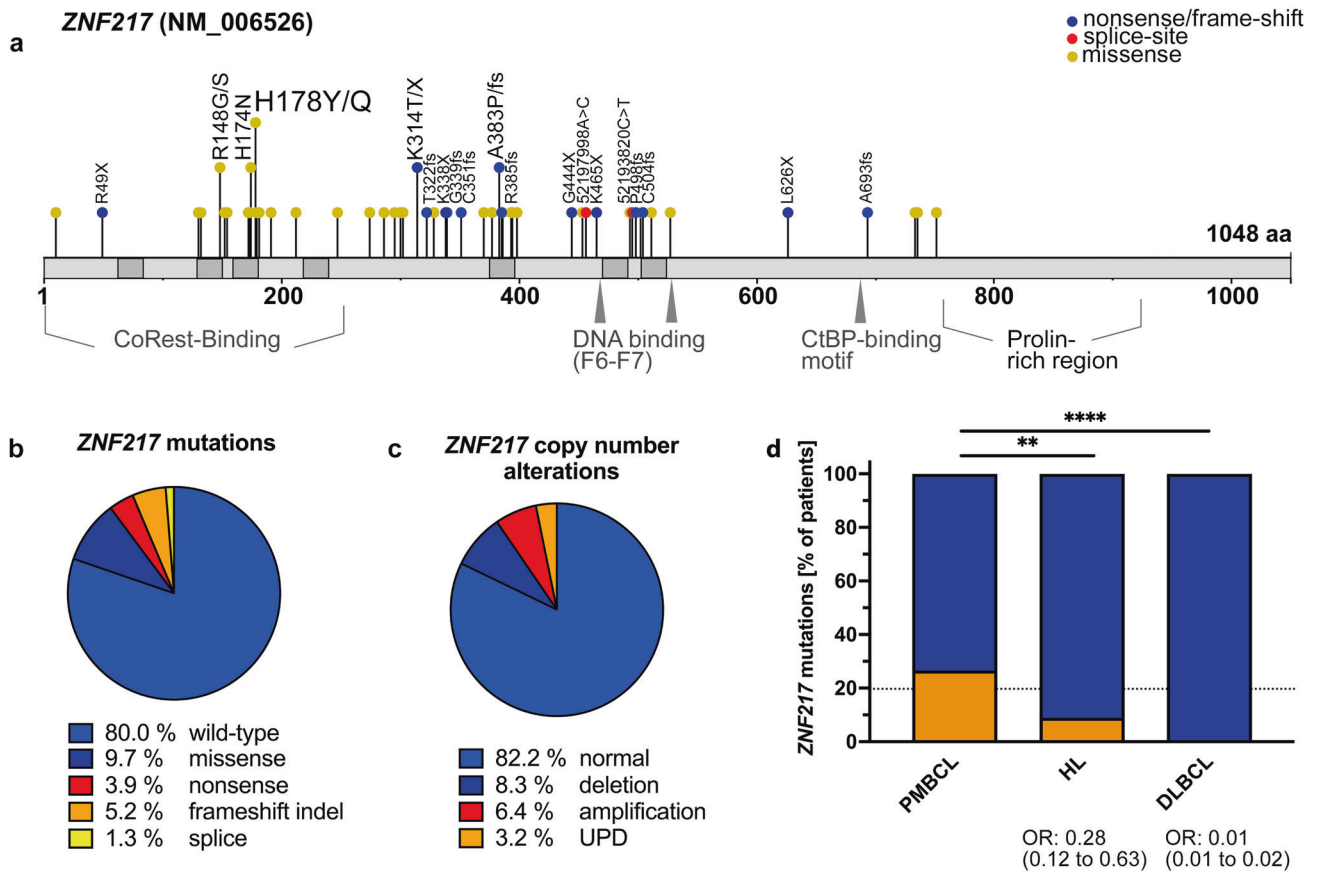 ZNF217 (NM_006526)
a
nonsense/frame-shift
splice-site
missense
R49X
R148G/S
H174N
H178Y/Q
K314T/X
T322fs
K338X
G339fs
C351fs
A383P/fs
R385fs
G444X
52197998A>C
K465X
52193820C>T
P498fs
C504fs
L626X
A693fs
1048 aa
1 200 400 600 800 1000
CoRest-Binding
DNA binding
(F6-F7)
CtBP-binding
motif
Prolin-
rich region
b
ZNF217 mutations
80.0 % wild-type
9.7 % missense
3.9 % nonsense
5.2 % frameshift indel
1.3 % splice
c
ZNF217 copy number
alterations
82.2 % normal
8.3 % deletion
6.4 % amplification
3.2 % UPD
d
****
**
ZNF217 mutations [% of patients]
100
80
60
40
20
0
PMBCL
HL
DLBCL
OR: 0.28
(0.12 to 0.63)
OR: 0.01
(0.01 to 0.02)